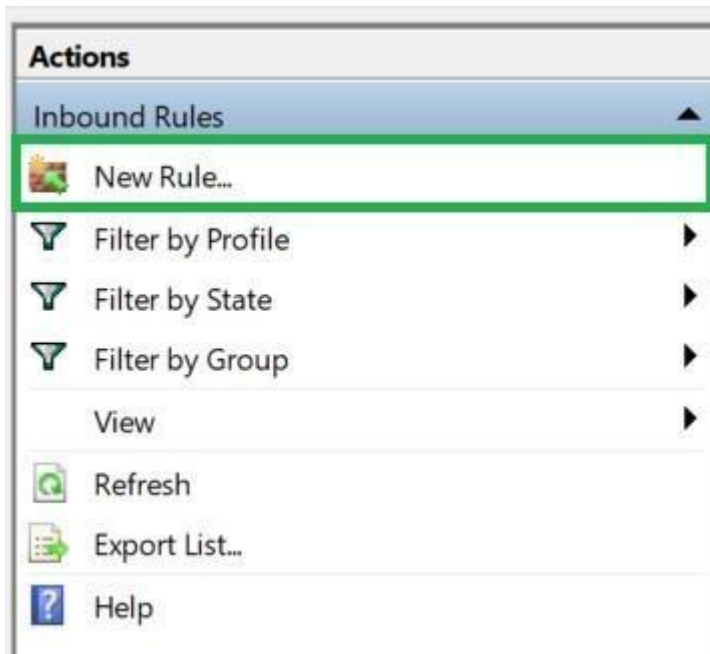 Actions
Inbound Rules
New Rule...
Filter by Profile
Filter by State
Filter by Group
View
Refresh
Export List...
Help